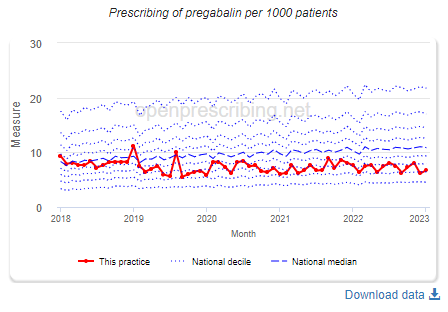 Prescribing of pregabalin per 1000 patients
30
20
10
0
Measure
openprescribing.net
2018 2019 2020 2021 2022 2023
Month
This practice National decile National median
Download data